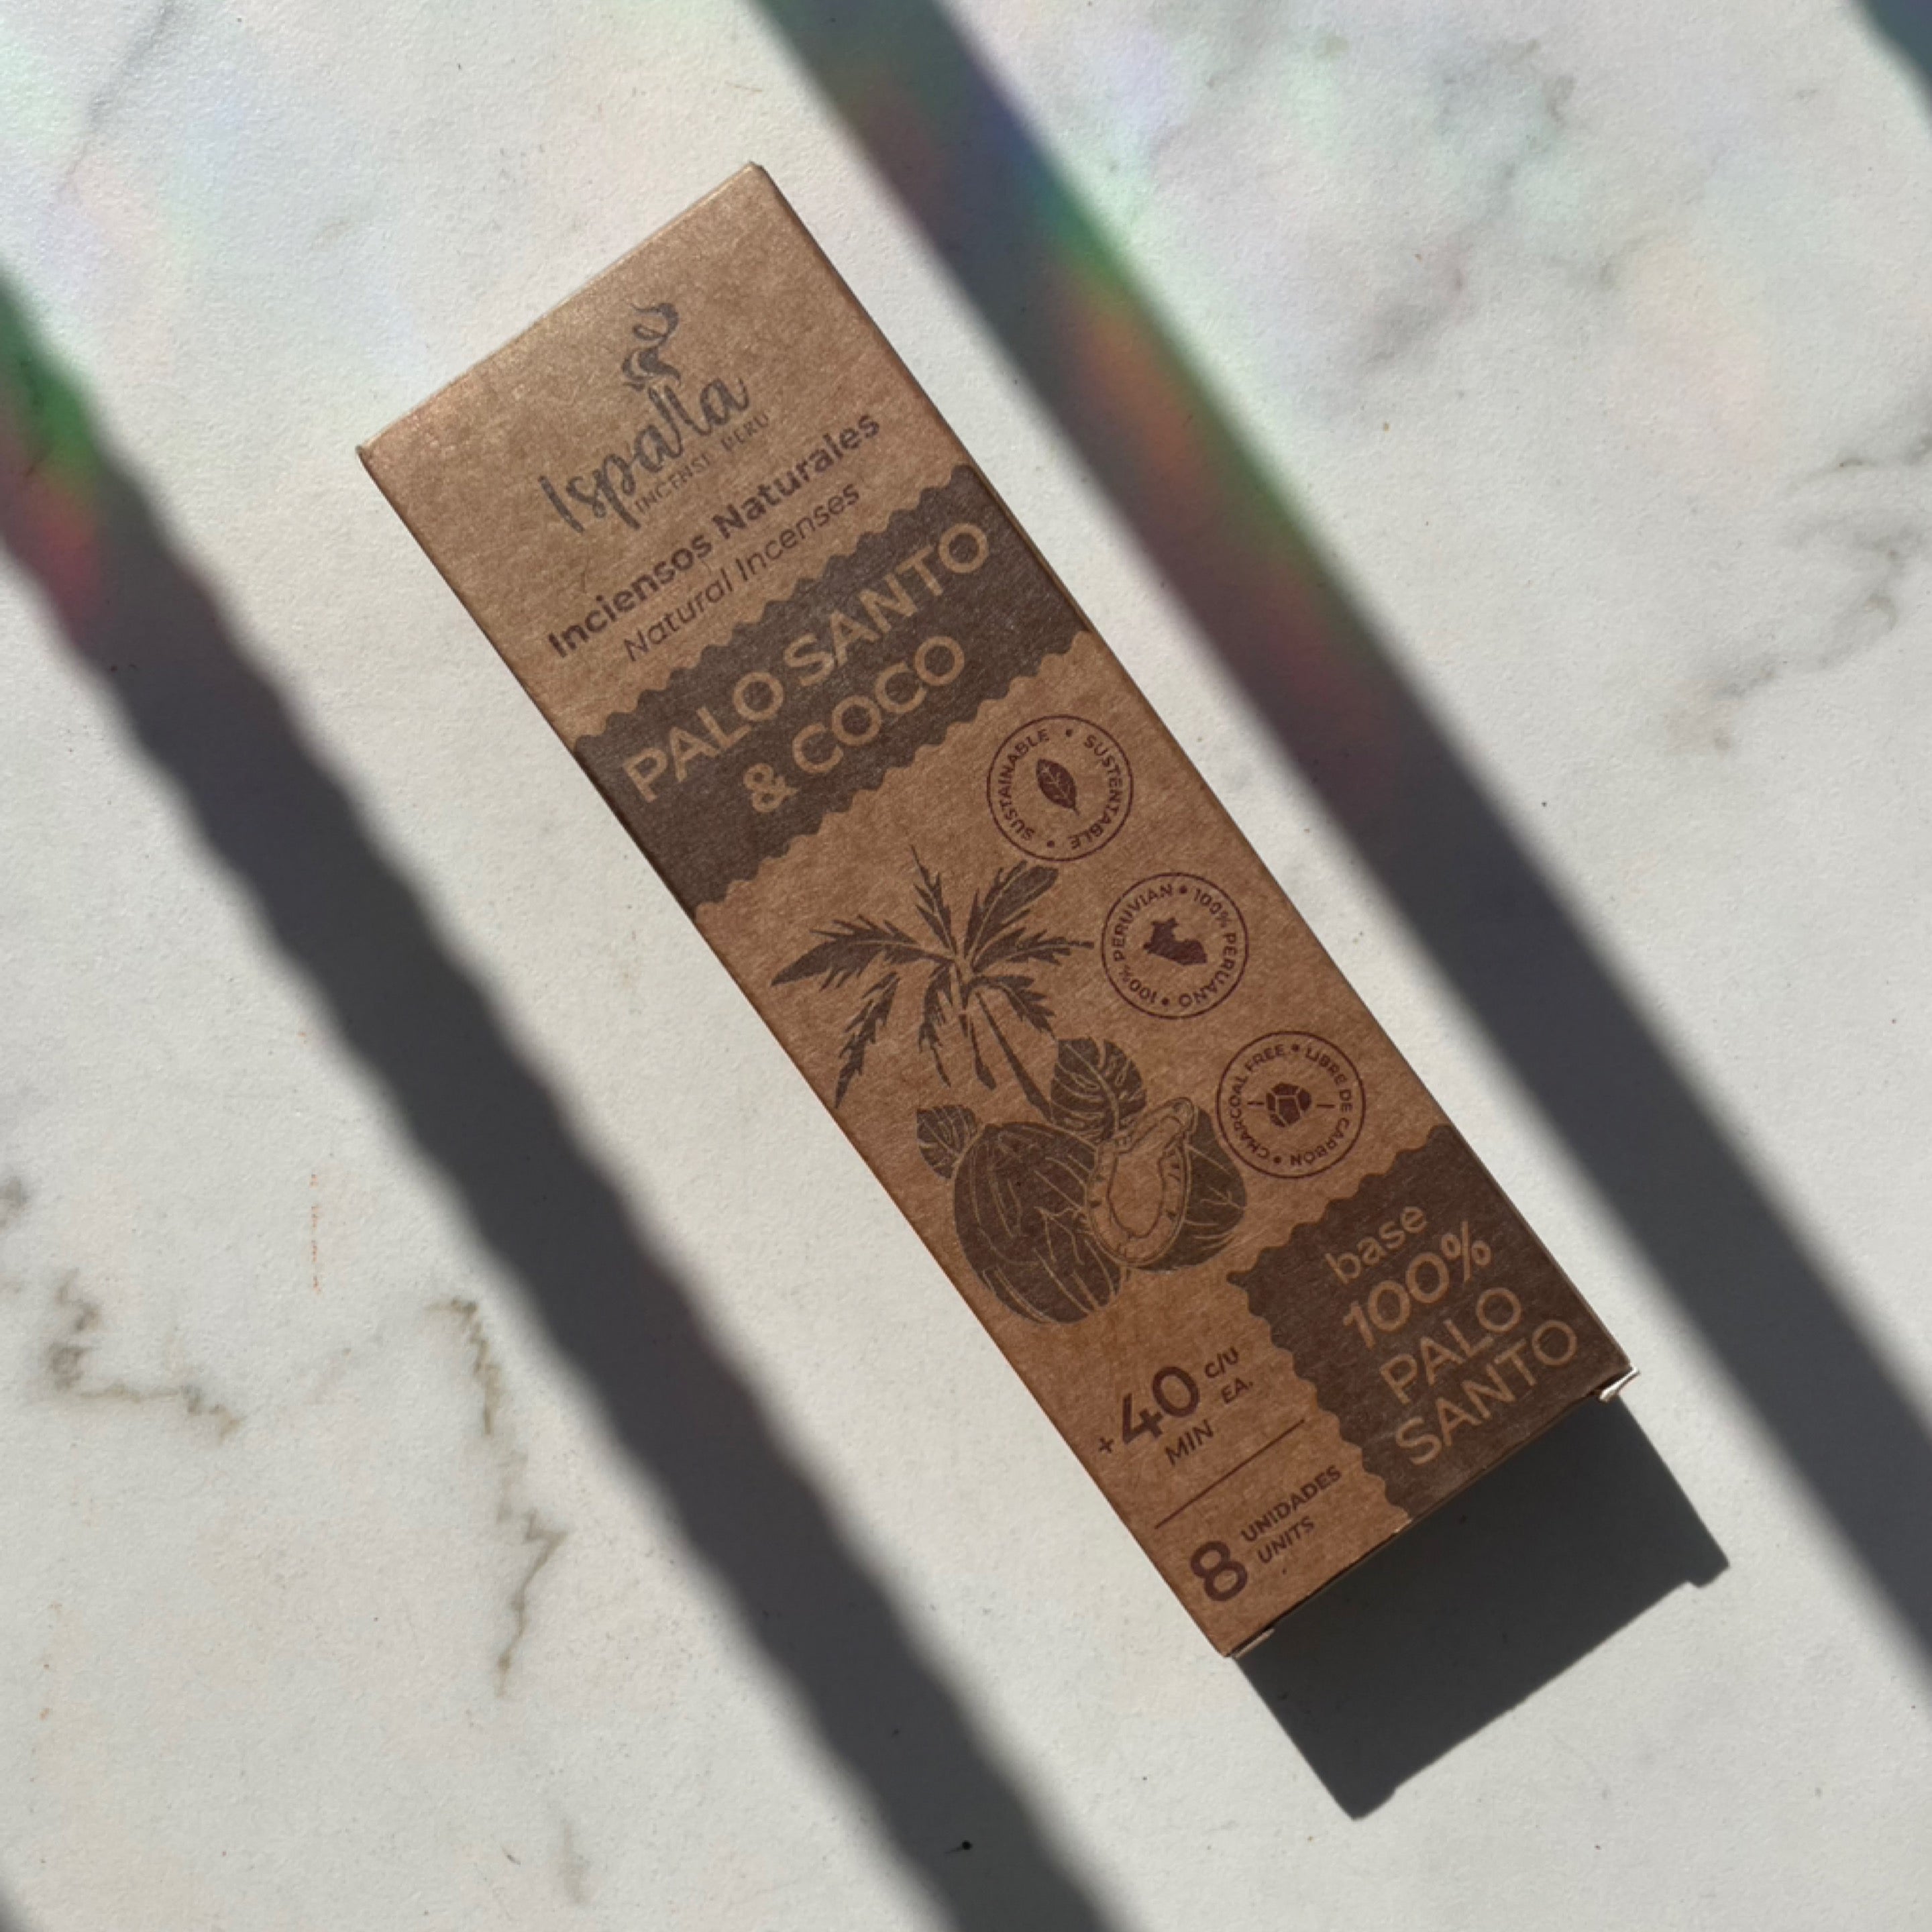 Ispalla
INCENSE PERU
Inciensos Naturales
Natural Incenses
PALO SANTO
& COCO
SUSTAINABLE • SUSTENTABLE •
100% PERUVIAN • 100% PERUANO •
CHARCOAL FREE • LIBRE DE CARBÓN •
base
100%
PALO
SANTO
+40 C/U
MIN EA.
8 UNIDADES
UNITS